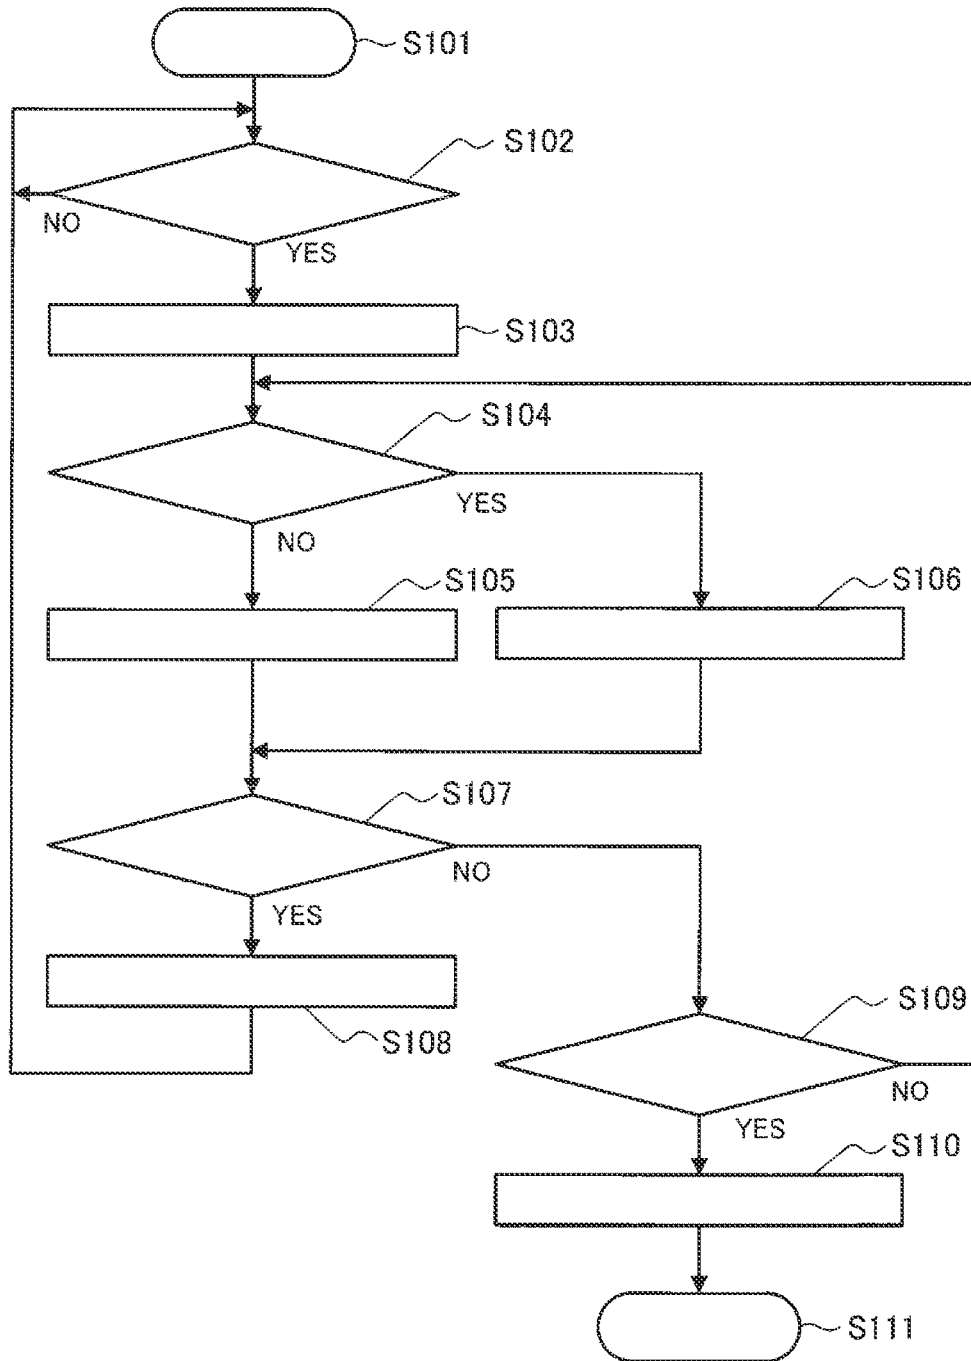 S101
S102
NO
YES
S103
S104
YES
NO
S105
S106
S107
NO
YES
S108
S109
NO
YES
S110
S111